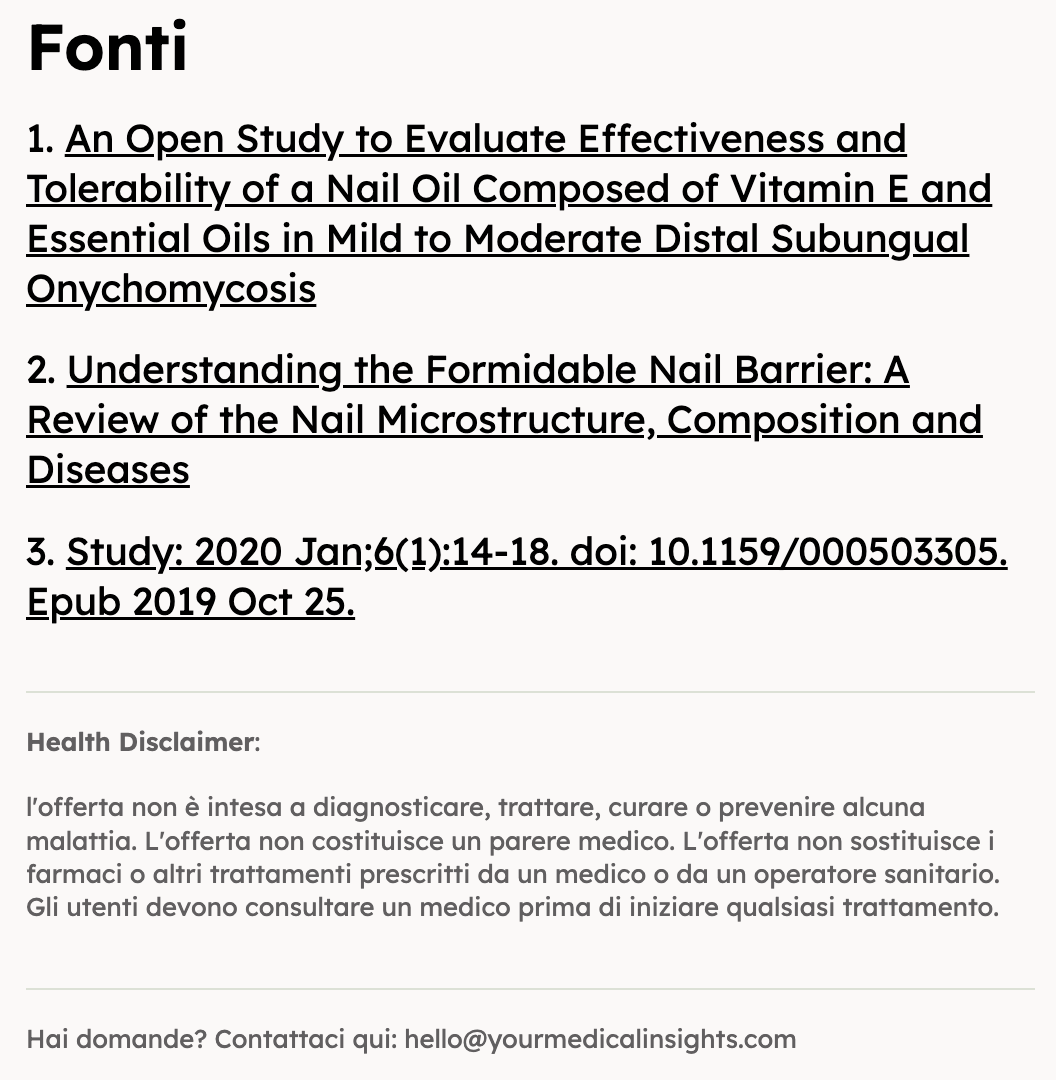 Fonti
1. An Open Study to Evaluate Effectiveness and
Tolerability of a Nail Oil Composed of Vitamin E and
Essential Oils in Mild to Moderate Distal Subungual
Onychomycosis
2. Understanding the Formidable Nail Barrier: A
Review of the Nail Microstructure, Composition and
Diseases
3. Study: 2020 Jan;6(1):14-18. doi: 10.1159/000503305.
Epub 2019 Oct 25.
Health Disclaimer:
l'offerta non è intesa a diagnosticare, trattare, curare o prevenire alcuna
malattia. L'offerta non costituisce un parere medico. L'offerta non sostituisce i
farmaci o altri trattamenti prescritti da un medico o da un operatore sanitario.
Gli utenti devono consultare un medico prima di iniziare qualsiasi trattamento.
Hai domande? Contattaci qui: hello@yourmedicalinsights.com